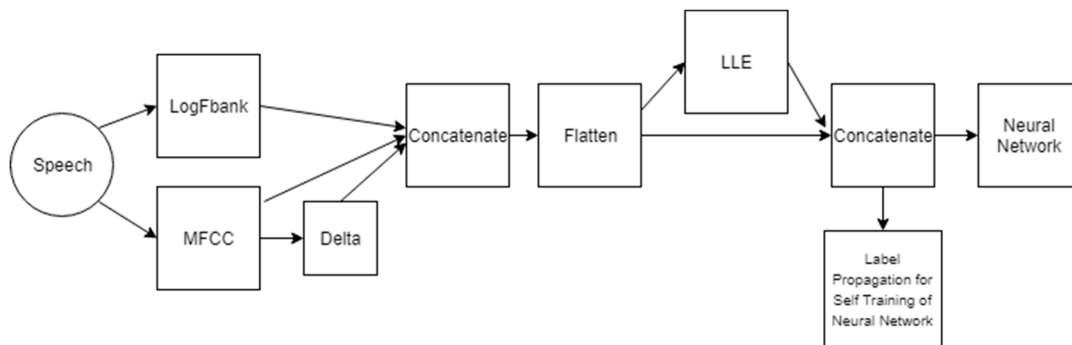 Speech
LogFbank
MFCC
Delta
Concatenate
Flatten
LLE
Concatenate
Neural
Network
Label
Propagation for
Self Training of
Neural Network